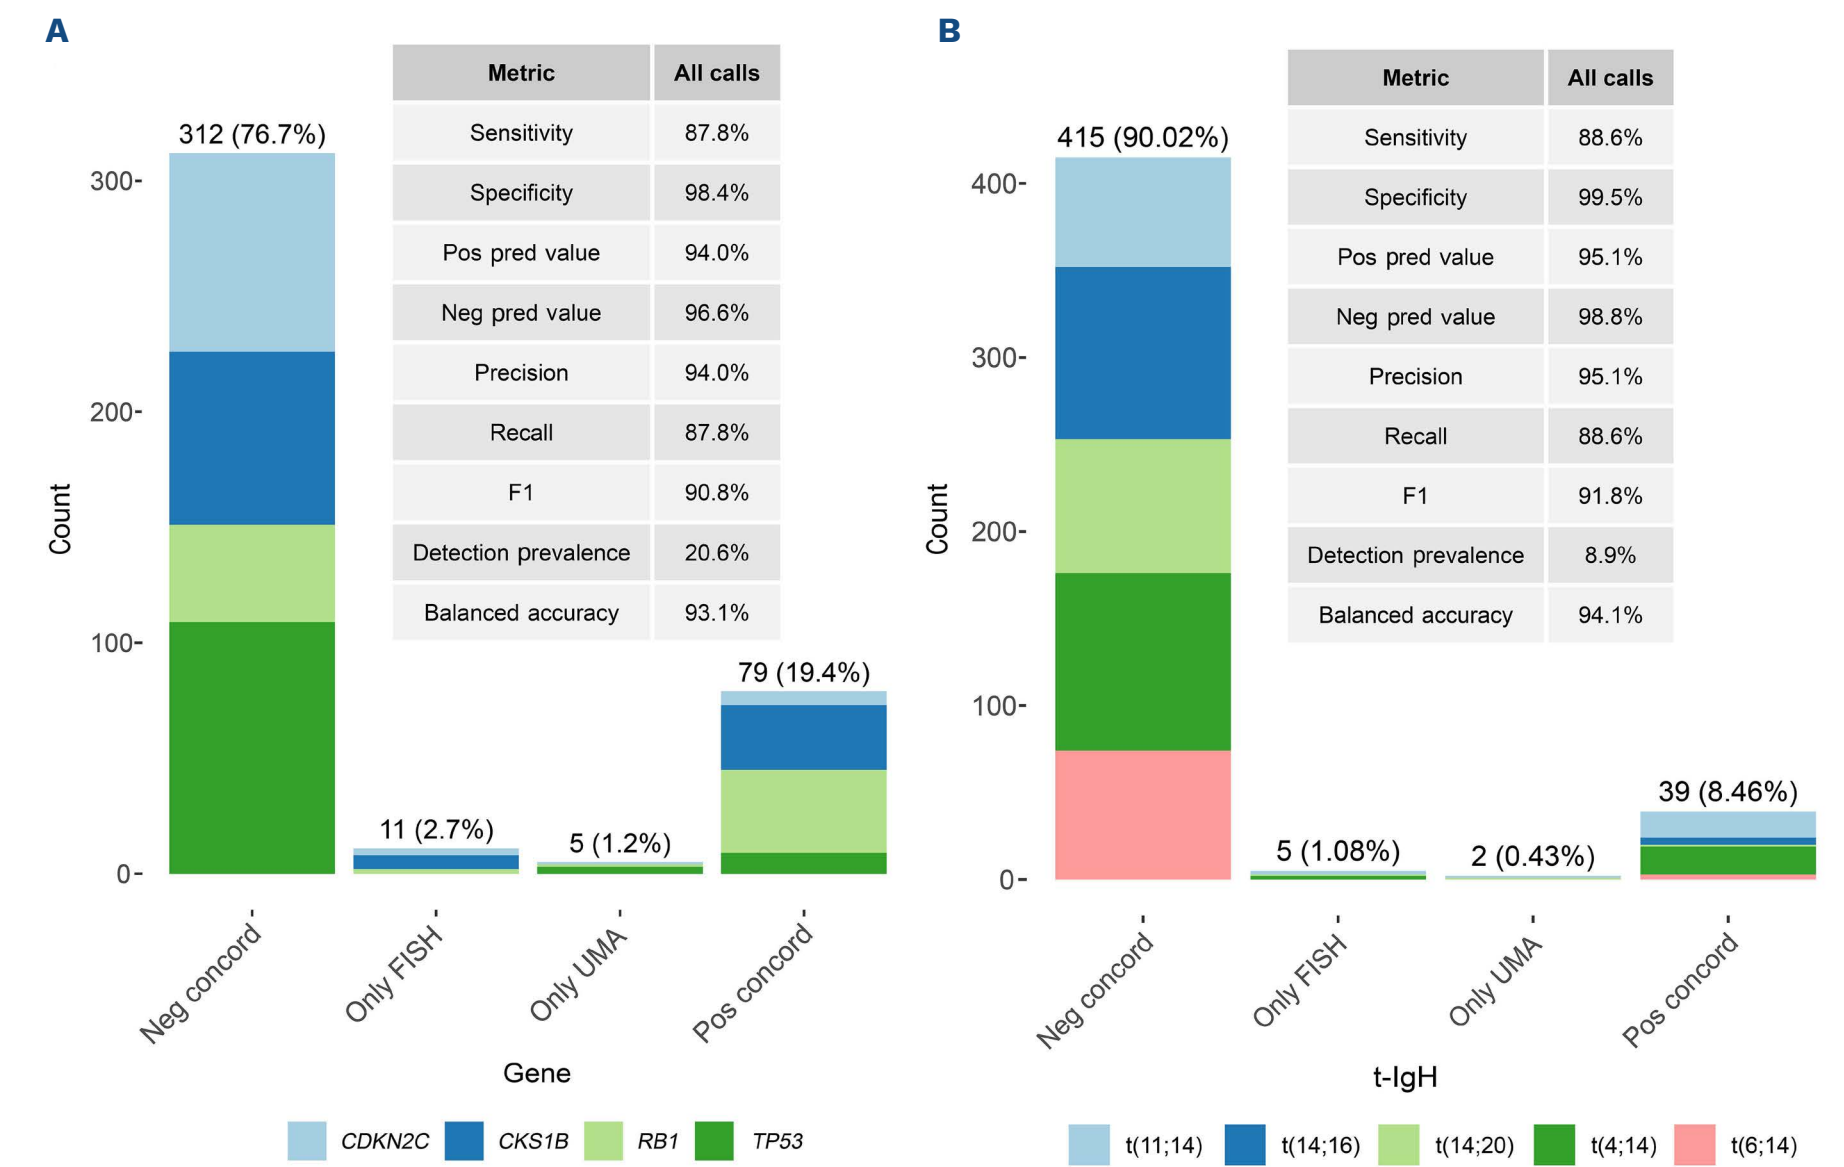 A
Metric All calls
Sensitivity 87.8%
Specificity 98.4%
Pos pred value 94.0%
Neg pred value 96.6%
Precision 94.0%
Recall 87.8%
F1 90.8%
Detection prevalence 20.6%
Balanced accuracy 93.1%
312 (76.7%)
11 (2.7%)
5 (1.2%)
79 (19.4%)
Count
300
200
100
0
Neg concord
Only FISH
Only UMA
Pos concord
Gene
CDKN2C CKS1B RB1 TP53
B
Metric All calls
Sensitivity 88.6%
Specificity 99.5%
Pos pred value 95.1%
Neg pred value 98.8%
Precision 95.1%
Recall 88.6%
F1 91.8%
Detection prevalence 8.9%
Balanced accuracy 94.1%
415 (90.02%)
5 (1.08%)
2 (0.43%)
39 (8.46%)
Count
400
300
200
100
0
Neg concord
Only FISH
Only UMA
Pos concord
t-IgH
t(11;14) t(14;16) t(14;20) t(4;14) t(6;14)